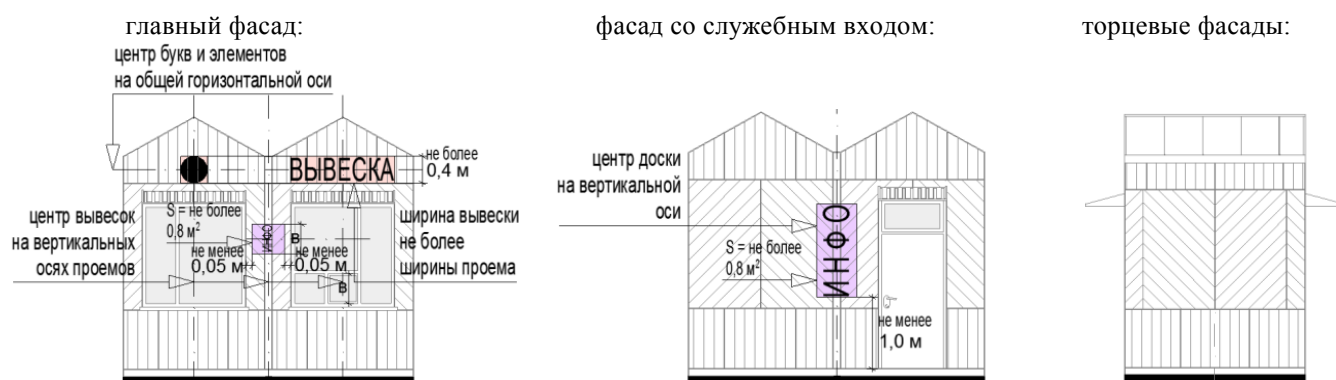 главный фасад:
центр букв и элементов
на общей горизонтальной оси
ВЫВЕСКА
не более
0,4 м
центр вывесок
на вертикальных
осях проемов
S = не более
0,8 м²
ИНФО
В
не менее
0,05 м
не менее
0,05 м
В
ширина вывески
не более
ширины проема
фасад со служебным входом:
центр доски
на вертикальной
оси
S = не более
0,8 м²
ИНФО
не менее
1,0 м
торцевые фасады: